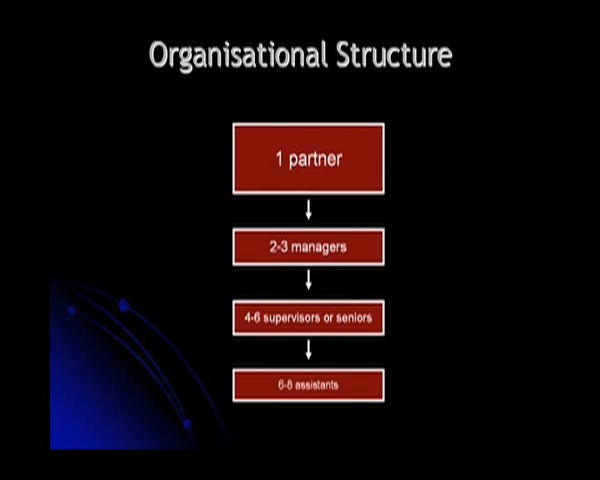 Organisational Structure
1 partner
2-3 managers
4-6 supervisors or seniors
6-8 assistants